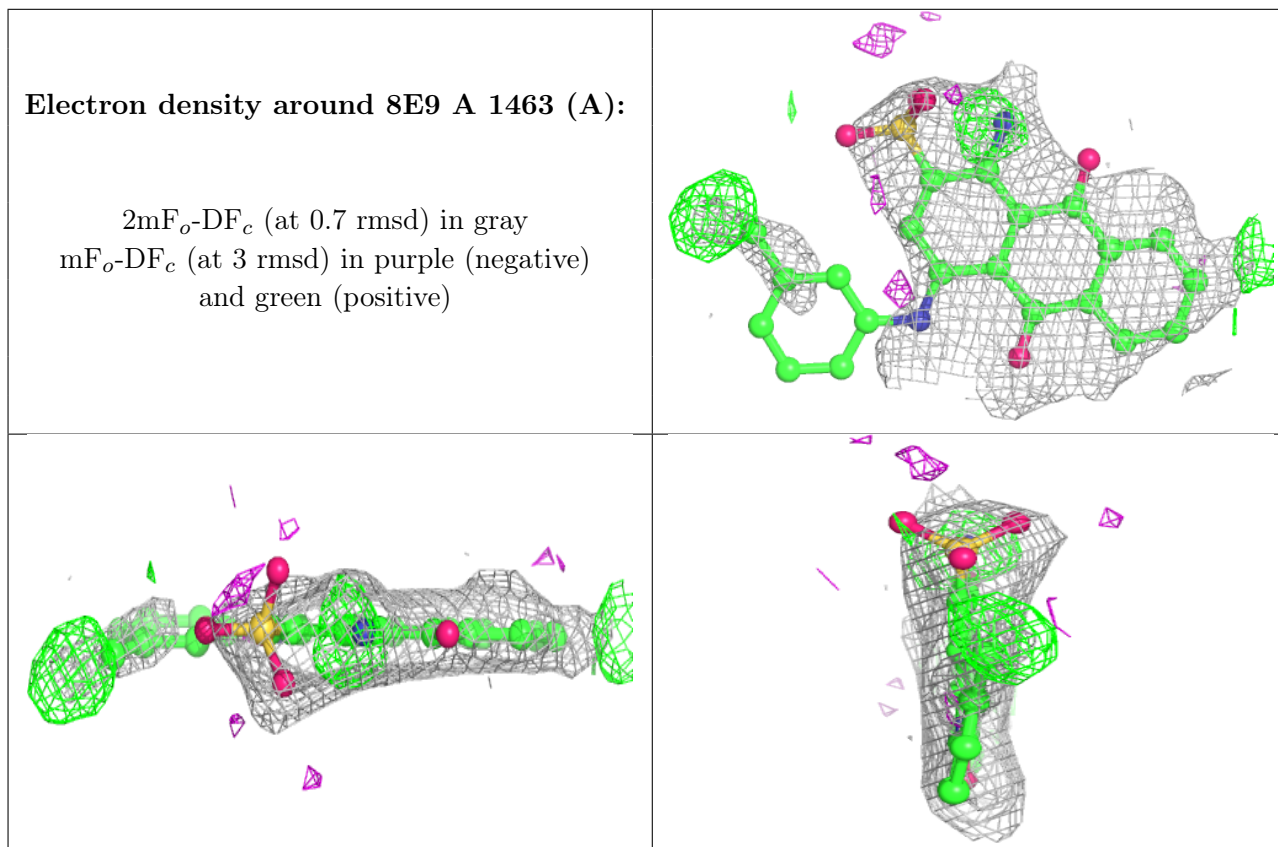 Electron density around 8E9 A 1463 (A):
2mFₒ-DF𝒸 (at 0.7 rmsd) in gray
mFₒ-DF𝒸 (at 3 rmsd) in purple (negative)
and green (positive)